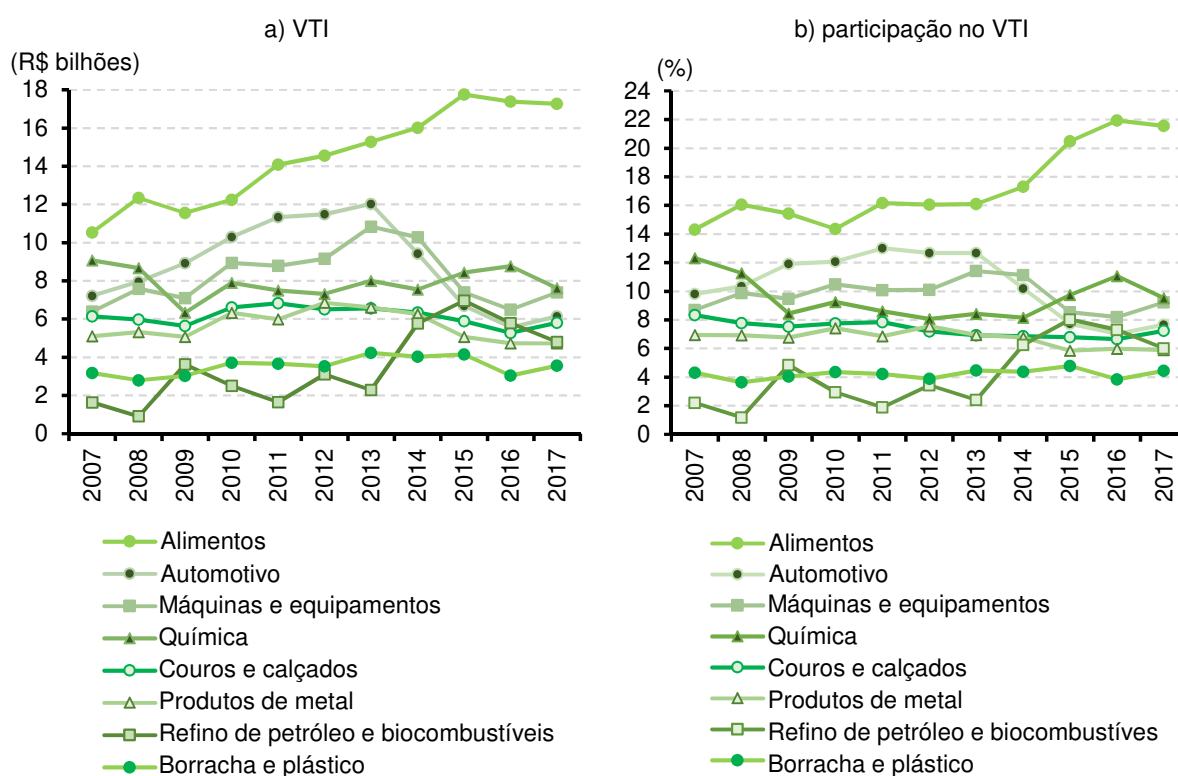 a) VTI
(R$ bilhões)
18
16
14
12
10
8
6
4
2
0
2007
2008
2009
2010
2011
2012
2013
2014
2015
2016
2017
Alimentos
Automotivo
Máquinas e equipamentos
Química
Couros e calçados
Produtos de metal
Refino de petróleo e biocombustíveis
Borracha e plástico
b) participação no VTI
(%)
24
22
20
18
16
14
12
10
8
6
4
2
0
2007
2008
2009
2010
2011
2012
2013
2014
2015
2016
2017
Alimentos
Automotivo
Máquinas e equipamentos
Química
Couros e calçados
Produtos de metal
Refino de petróleo e biocombustíves
Borracha e plástico